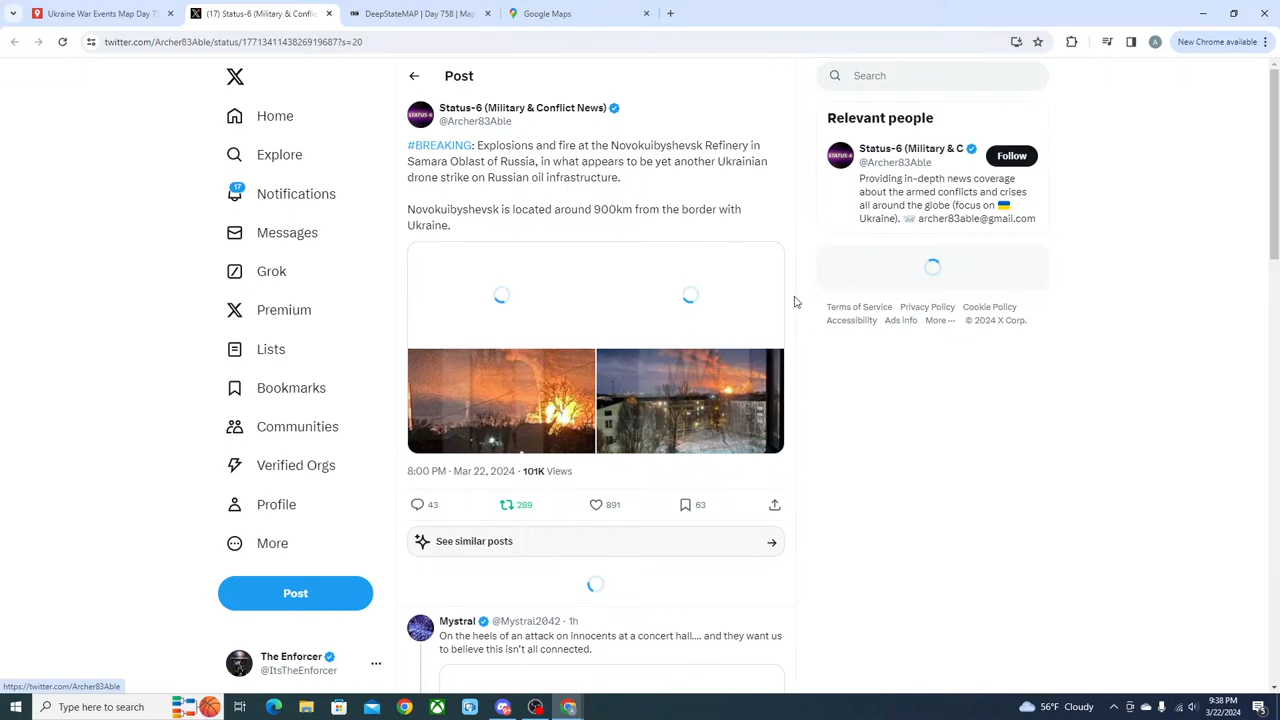 Ukraine War Events Map Day 7
(17) Status-6 (Military & Conflic
DeepStateMAP | Day 758 | Map
Google Maps
twitter.com/Archer83Able/status/1771341143826919687?s=20
New Chrome available
Post
Search
Home
Explore
17
Notifications
Messages
Grok
Premium
Lists
Bookmarks
Communities
Verified Orgs
Profile
More
Post
The Enforcer
@ItsTheEnforcer
STATUS-6
Status-6 (Military & Conflict News)
@Archer83Able
#BREAKING: Explosions and fire at the Novokuibyshevsk Refinery in
Samara Oblast of Russia, in what appears to be yet another Ukrainian
drone strike on Russian oil infrastructure.
Novokuibyshevsk is located around 900km from the border with
Ukraine.
8:00 PM · Mar 22, 2024 · 101K Views
43
289
891
63
See similar posts
Mystral @Mystral2042 · 1h
On the heels of an attack on innocents at a concert hall.... and they want us
to believe this isn't all connected.
Relevant people
STATUS-6
Status-6 (Military & C
@Archer83Able
Follow
Providing in-depth news coverage
about the armed conflicts and crises
all around the globe (focus on 🇺🇦
Ukraine). 📨 archer83able@gmail.com
Terms of Service Privacy Policy Cookie Policy
Accessibility Ads info More ··· © 2024 X Corp.
https://twitter.com/Archer83Able
Type here to search
56°F Cloudy
9:38 PM
3/22/2024